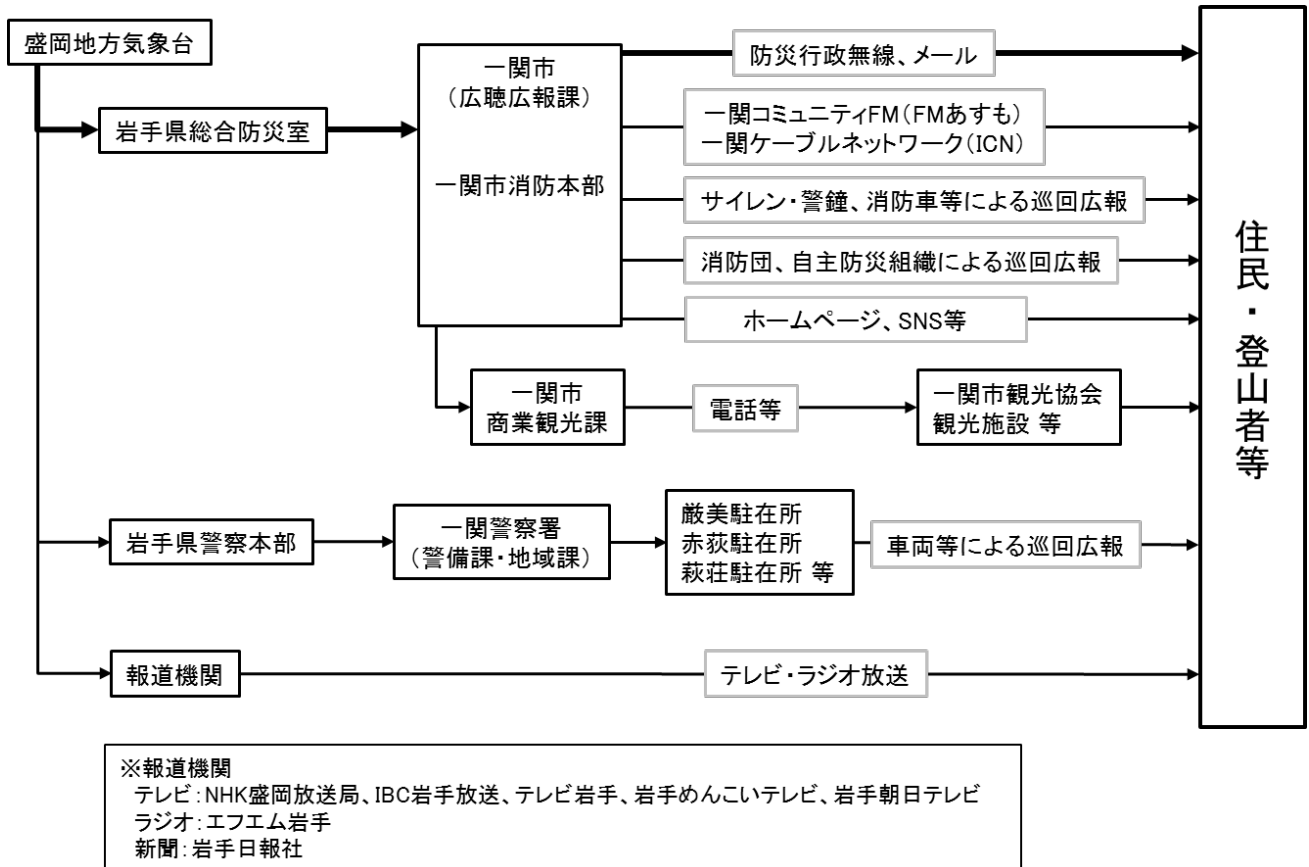 盛岡地方気象台
岩手県総合防災室
一関市
（広聴広報課）
一関市消防本部
防災行政無線、メール
一関コミュニティFM（FMあすも）
一関ケーブルネットワーク（ICN）
サイレン・警鐘、消防車等による巡回広報
消防団、自主防災組織による巡回広報
ホームページ、SNS等
一関市
商業観光課
電話等
一関市観光協会
観光施設 等
岩手県警察本部
一関警察署
（警備課・地域課）
厳美駐在所
赤荻駐在所
萩荘駐在所 等
車両等による巡回広報
報道機関
テレビ・ラジオ放送
住民・登山者等
※報道機関
テレビ：NHK盛岡放送局、IBC岩手放送、テレビ岩手、岩手めんこいテレビ、岩手朝日テレビ
ラジオ：エフエム岩手
新聞：岩手日報社